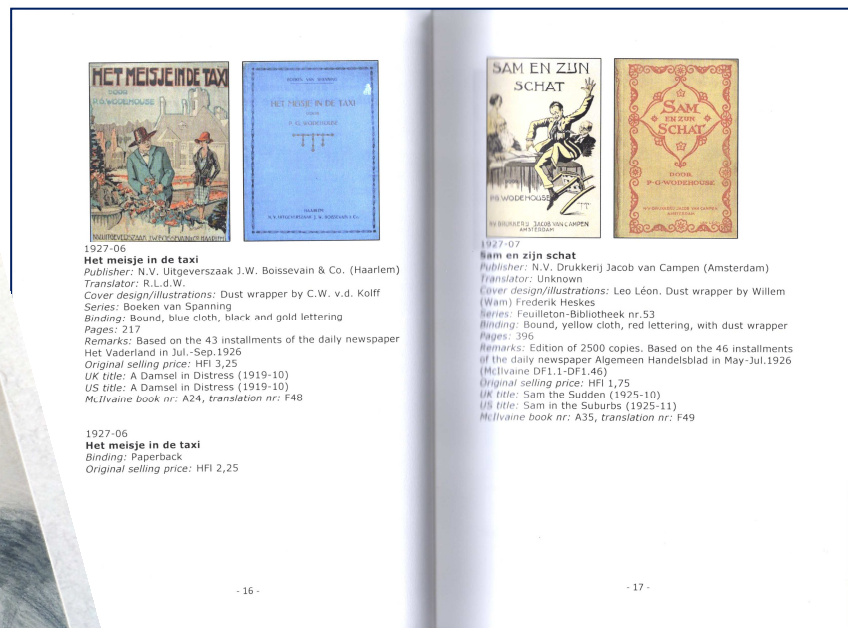 HET MEISJE IN DE TAXI
DOOR
P.G. WODEHOUSE
BOEKEN VAN SPANNING
HET MEISJE IN DE TAXI
DOOR
P. G. WODEHOUSE
HAARLEM
1927-06
Het meisje in de taxi
Publisher: N.V. Uitgeverszaak J.W. Boissevain & Co. (Haarlem)
Translator: R.L.d.W.
Cover design/illustrations: Dust wrapper by C.W. v.d. Kolff
Series: Boeken van Spanning
Binding: Bound, blue cloth, black and gold lettering
Pages: 217
Remarks: Based on the 43 installments of the daily newspaper
Het Vaderland in Jul.-Sep.1926
Original selling price: HFl 3,25
UK title: A Damsel in Distress (1919-10)
US title: A Damsel in Distress (1919-10)
McIlvaine book nr: A24, translation nr: F48
1927-06
Het meisje in de taxi
Binding: Paperback
Original selling price: HFl 2,25
- 16 -
SAM EN ZIJN
SCHAT
P.G. WODEHOUSE
N.V. DRUKKERIJ JACOB VAN CAMPEN
AMSTERDAM
SAM
EN ZIJN
SCHAT
DOOR
P-G-WODEHOUSE
N.V. DRUKKERIJ JACOB VAN CAMPEN
AMSTERDAM
1927-07
Sam en zijn schat
Publisher: N.V. Drukkerij Jacob van Campen (Amsterdam)
Translator: Unknown
Cover design/illustrations: Leo Léon. Dust wrapper by Willem
(Wam) Frederik Heskes
Series: Feuilleton-Bibliotheek nr.53
Binding: Bound, yellow cloth, red lettering, with dust wrapper
Pages: 396
Remarks: Edition of 2500 copies. Based on the 46 installments
of the daily newspaper Algemeen Handelsblad in May-Jul.1926
(McIlvaine DF1.1-DF1.46)
Original selling price: HFl 1,75
UK title: Sam the Sudden (1925-10)
US title: Sam in the Suburbs (1925-11)
McIlvaine book nr: A35, translation nr: F49
- 17 -